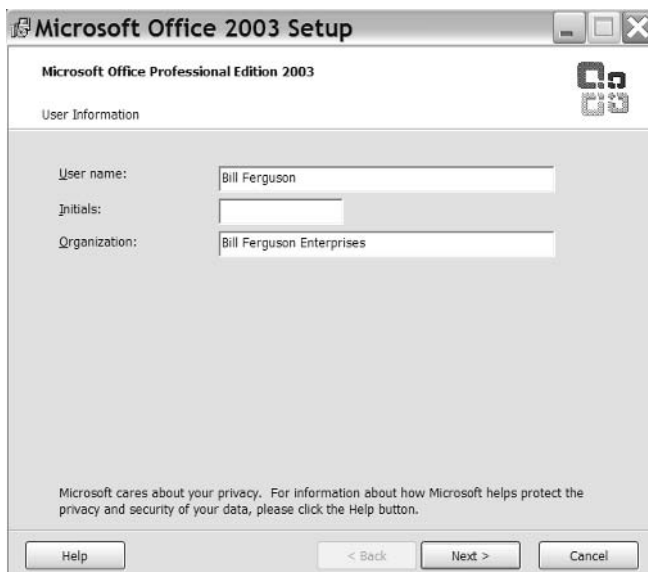 Microsoft Office 2003 Setup
Microsoft Office Professional Edition 2003
User Information
User name:
Bill Ferguson
Initials:
Organization:
Bill Ferguson Enterprises
Microsoft cares about your privacy. For information about how Microsoft helps protect the
privacy and security of your data, please click the Help button.
Help
< Back
Next >
Cancel